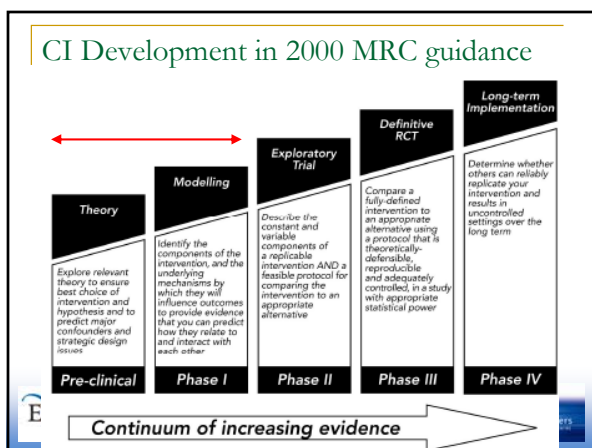 CI Development in 2000 MRC guidance
Theory
Explore relevant
theory to ensure
best choice of
intervention and
hypothesis and to
predict major
confounders and
strategic design
issues
Pre-clinical
Modelling
Identify the
components of the
intervention, and the
underlying
mechanisms by
which they will
influence outcomes
to provide evidence
that you can predict
how they relate to
and interact with
each other
Phase I
Exploratory
Trial
Describe the
constant and
variable
components of
a replicable
intervention AND a
feasible protocol for
comparing the
intervention to an
appropriate
alternative
Phase II
Definitive
RCT
Compare a
fully-defined
intervention to
an appropriate
alternative using
a protocol that is
theoretically-
defensible,
reproducible
and adequately
controlled, in a study
with appropriate
statistical power
Phase III
Long-term
Implementation
Determine whether
others can reliably
replicate your
intervention and
results in
uncontrolled
settings over the
long term
Phase IV
E
ers
Continuum of increasing evidence